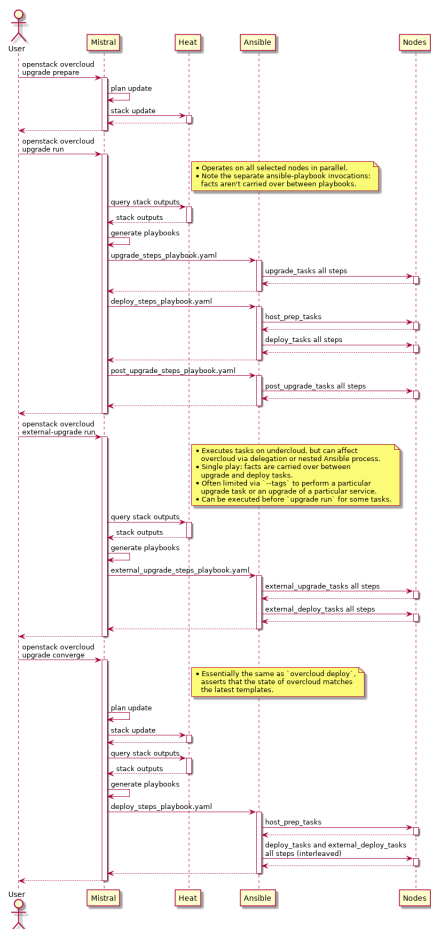 User
Mistral
Heat
Ansible
Nodes
openstack overcloud
upgrade prepare
plan update
stack update
openstack overcloud
upgrade run
• Operates on all selected nodes in parallel.
• Note the separate ansible-playbook invocations:
facts aren't carried over between playbooks.
query stack outputs
stack outputs
generate playbooks
upgrade_steps_playbook.yaml
upgrade_tasks all steps
deploy_steps_playbook.yaml
host_prep_tasks
deploy_tasks all steps
post_upgrade_steps_playbook.yaml
post_upgrade_tasks all steps
openstack overcloud
external-upgrade run
• Executes tasks on undercloud, but can affect
overcloud via delegation or nested Ansible process.
• Single play: facts are carried over between
upgrade and deploy tasks.
• Often limited via `--tags` to perform a particular
upgrade task or an upgrade of a particular service.
• Can be executed before `upgrade run` for some tasks.
query stack outputs
stack outputs
generate playbooks
external_upgrade_steps_playbook.yaml
external_upgrade_tasks all steps
external_deploy_tasks all steps
openstack overcloud
upgrade converge
• Essentially the same as `overcloud deploy`,
asserts that the state of overcloud matches
the latest templates.
plan update
stack update
query stack outputs
stack outputs
generate playbooks
deploy_steps_playbook.yaml
host_prep_tasks
deploy_tasks and external_deploy_tasks
all steps (interleaved)
User
Mistral
Heat
Ansible
Nodes